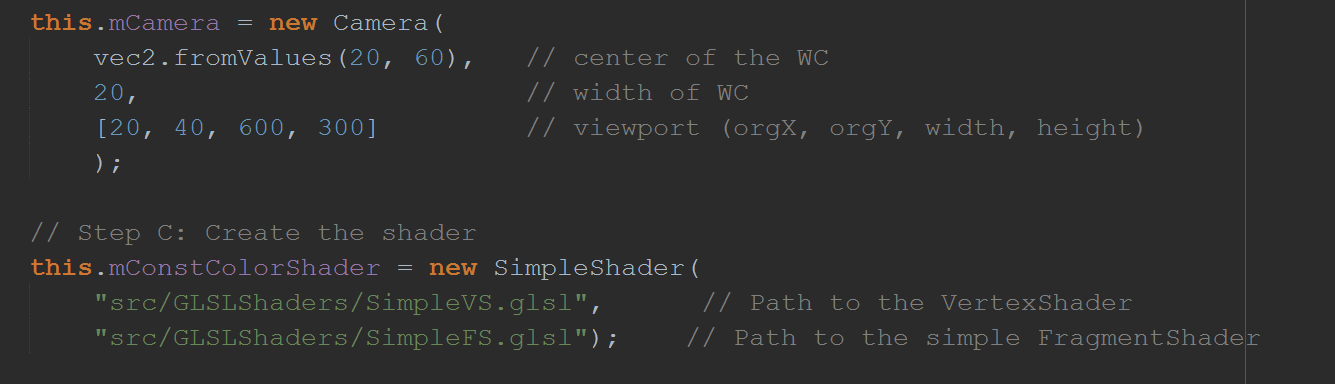 this.mCamera = new Camera(
    vec2.fromValues(20, 60),   // center of the WC
    20,                        // width of WC
    [20, 40, 600, 300]         // viewport (orgX, orgY, width, height)
    );
// Step C: Create the shader
this.mConstColorShader = new SimpleShader(
    "src/GLSLShaders/SimpleVS.glsl",      // Path to the VertexShader
    "src/GLSLShaders/SimpleFS.glsl");    // Path to the simple FragmentShader